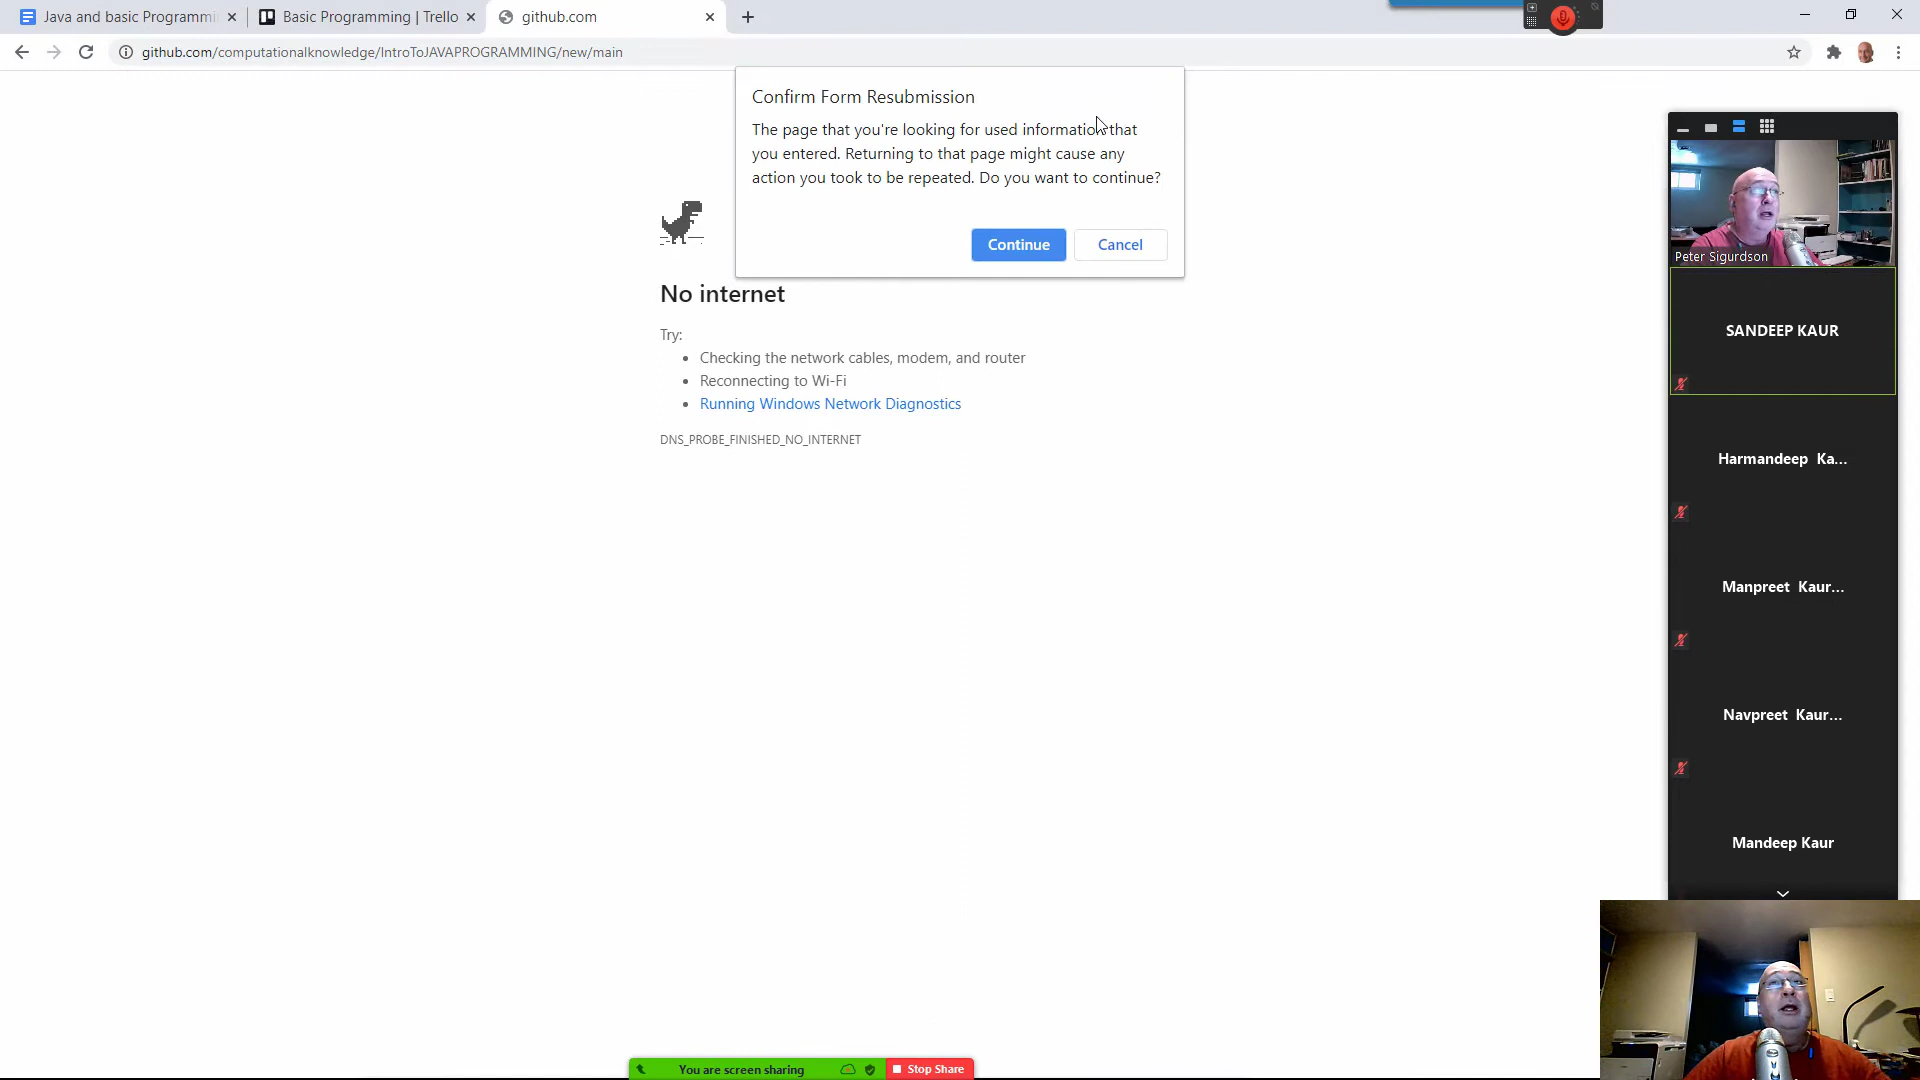 Java and basic Programmi
Basic Programming | Trello
github.com
github.com/computationalknowledge/IntroToJAVAPROGRAMMING/new/main
Confirm Form Resubmission
The page that you're looking for used information that
you entered. Returning to that page might cause any
action you took to be repeated. Do you want to continue?
Continue
Cancel
No internet
Try:
Checking the network cables, modem, and router
Reconnecting to Wi-Fi
Running Windows Network Diagnostics
DNS_PROBE_FINISHED_NO_INTERNET
Peter Sigurdson
SANDEEP KAUR
Harmandeep Ka...
Manpreet Kaur...
Navpreet Kaur...
Mandeep Kaur
You are screen sharing
Stop Share